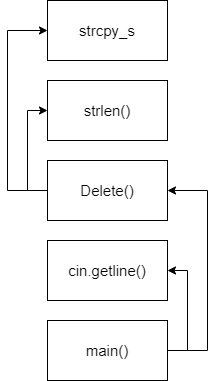 strcpy_s
strlen()
Delete()
cin.getline()
main()